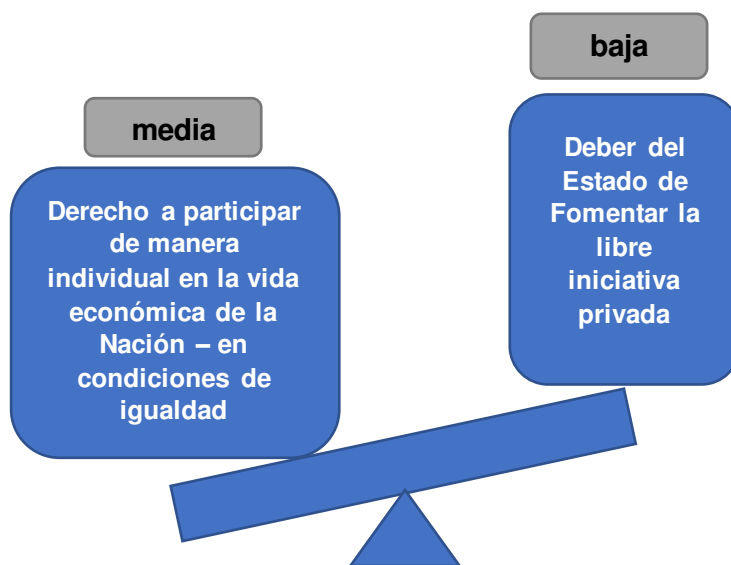 baja
media
Deber del
Estado de
Fomentar la
libre
iniciativa
privada
Derecho a participar
de manera
individual en la vida
económica de la
Nación – en
condiciones de
igualdad